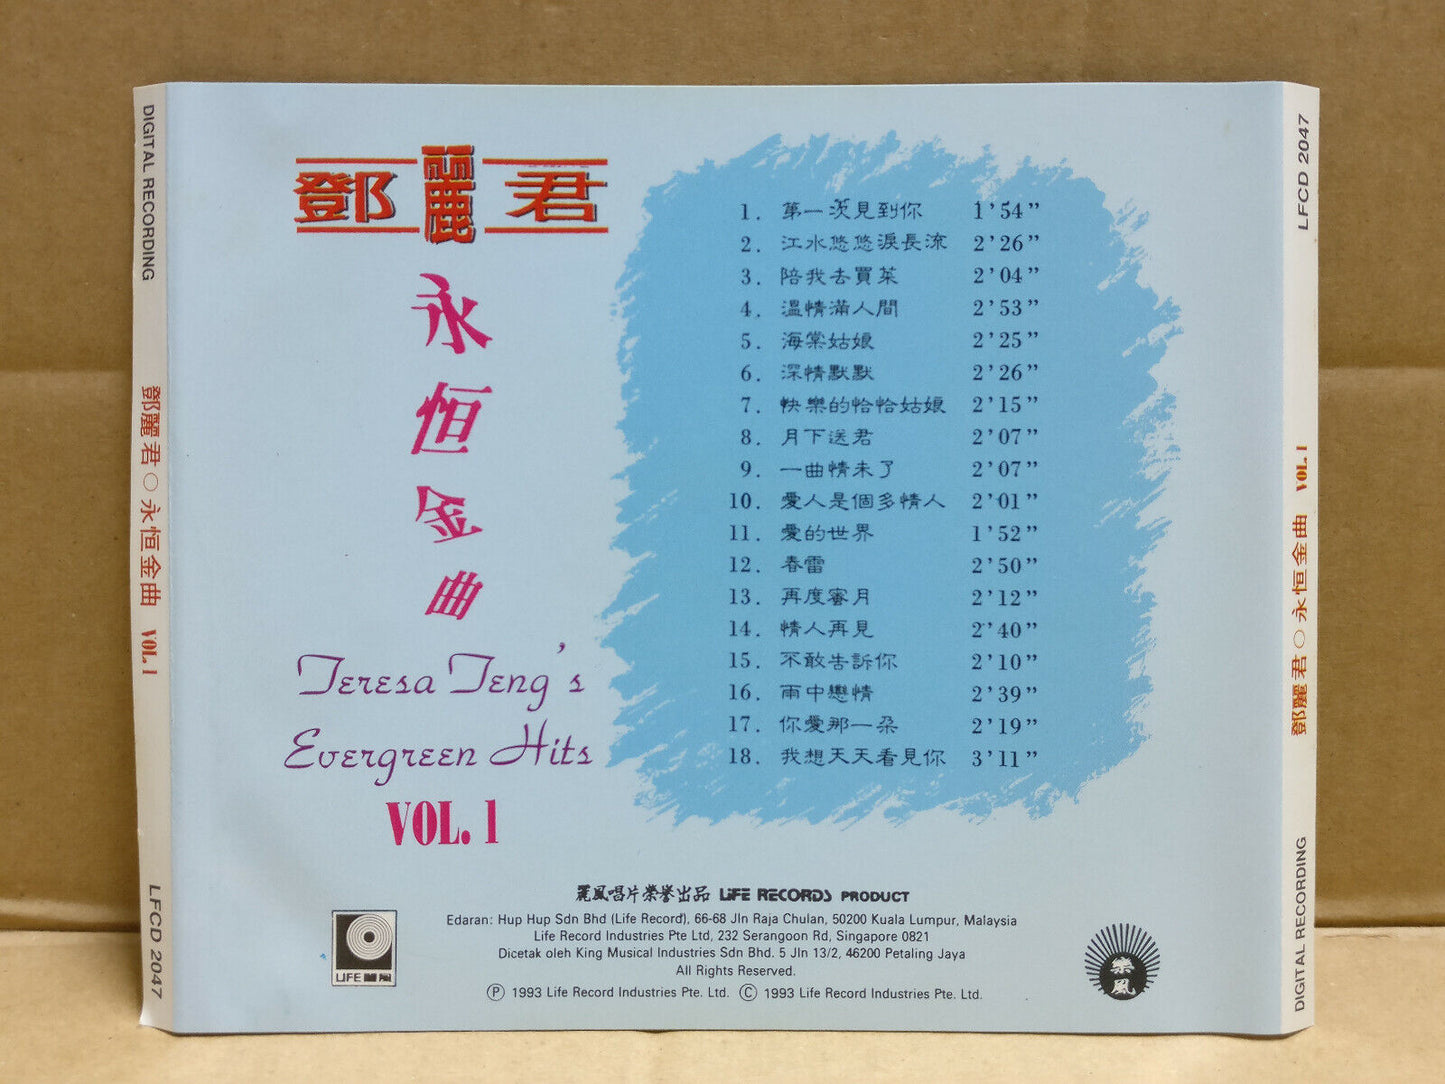 DIGITAL RECORDING
鄧麗君○永恒金曲 VOL.1
LFCD 2047
鄧麗君
永恒金曲
Teresa Teng's
Evergreen Hits
VOL.1
1. 第一次見到你 1'54"
2. 江水悠悠淚長流 2'26"
3. 陪我去買菜 2'04"
4. 溫情滿人間 2'53"
5. 海棠姑娘 2'25"
6. 深情默默 2'26"
7. 快樂的恰恰姑娘 2'15"
8. 月下送君 2'07"
9. 一曲情未了 2'07"
10. 愛人是個多情人 2'01"
11. 愛的世界 1'52"
12. 春雷 2'50"
13. 再度蜜月 2'12"
14. 情人再見 2'40"
15. 不敢告訴你 2'10"
16. 雨中戀情 2'39"
17. 你愛那一朵 2'19"
18. 我想天天看見你 3'11"
麗風唱片榮譽出品 LIFE RECORDS PRODUCT
Edaran: Hup Hup Sdn Bhd (Life Record), 66-68 Jln Raja Chulan, 50200 Kuala Lumpur, Malaysia
Life Record Industries Pte Ltd, 232 Serangoon Rd, Singapore 0821
Dicetak oleh King Musical Industries Sdn Bhd. 5 Jln 13/2, 46200 Petaling Jaya
All Rights Reserved.
Ⓟ 1993 Life Record Industries Pte. Ltd. Ⓒ 1993 Life Record Industries Pte. Ltd.
LIFE 麗風
樂風
LFCD 2047
鄧麗君○永恒金曲 VOL.1
DIGITAL RECORDING